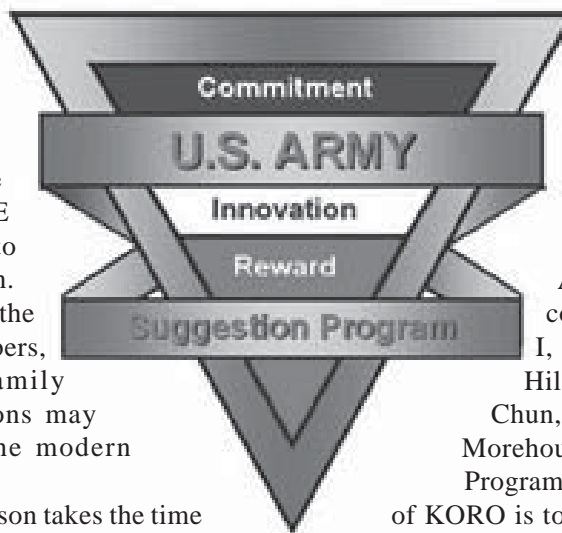 E
to
n.
the
bers,
amily
ons may
he modern
son takes the time
Commitment
U.S. ARMY
Innovation
Reward
Suggestion Program
A
co
I,
Hil
Chun,
Morehou
Program
of KORO is to